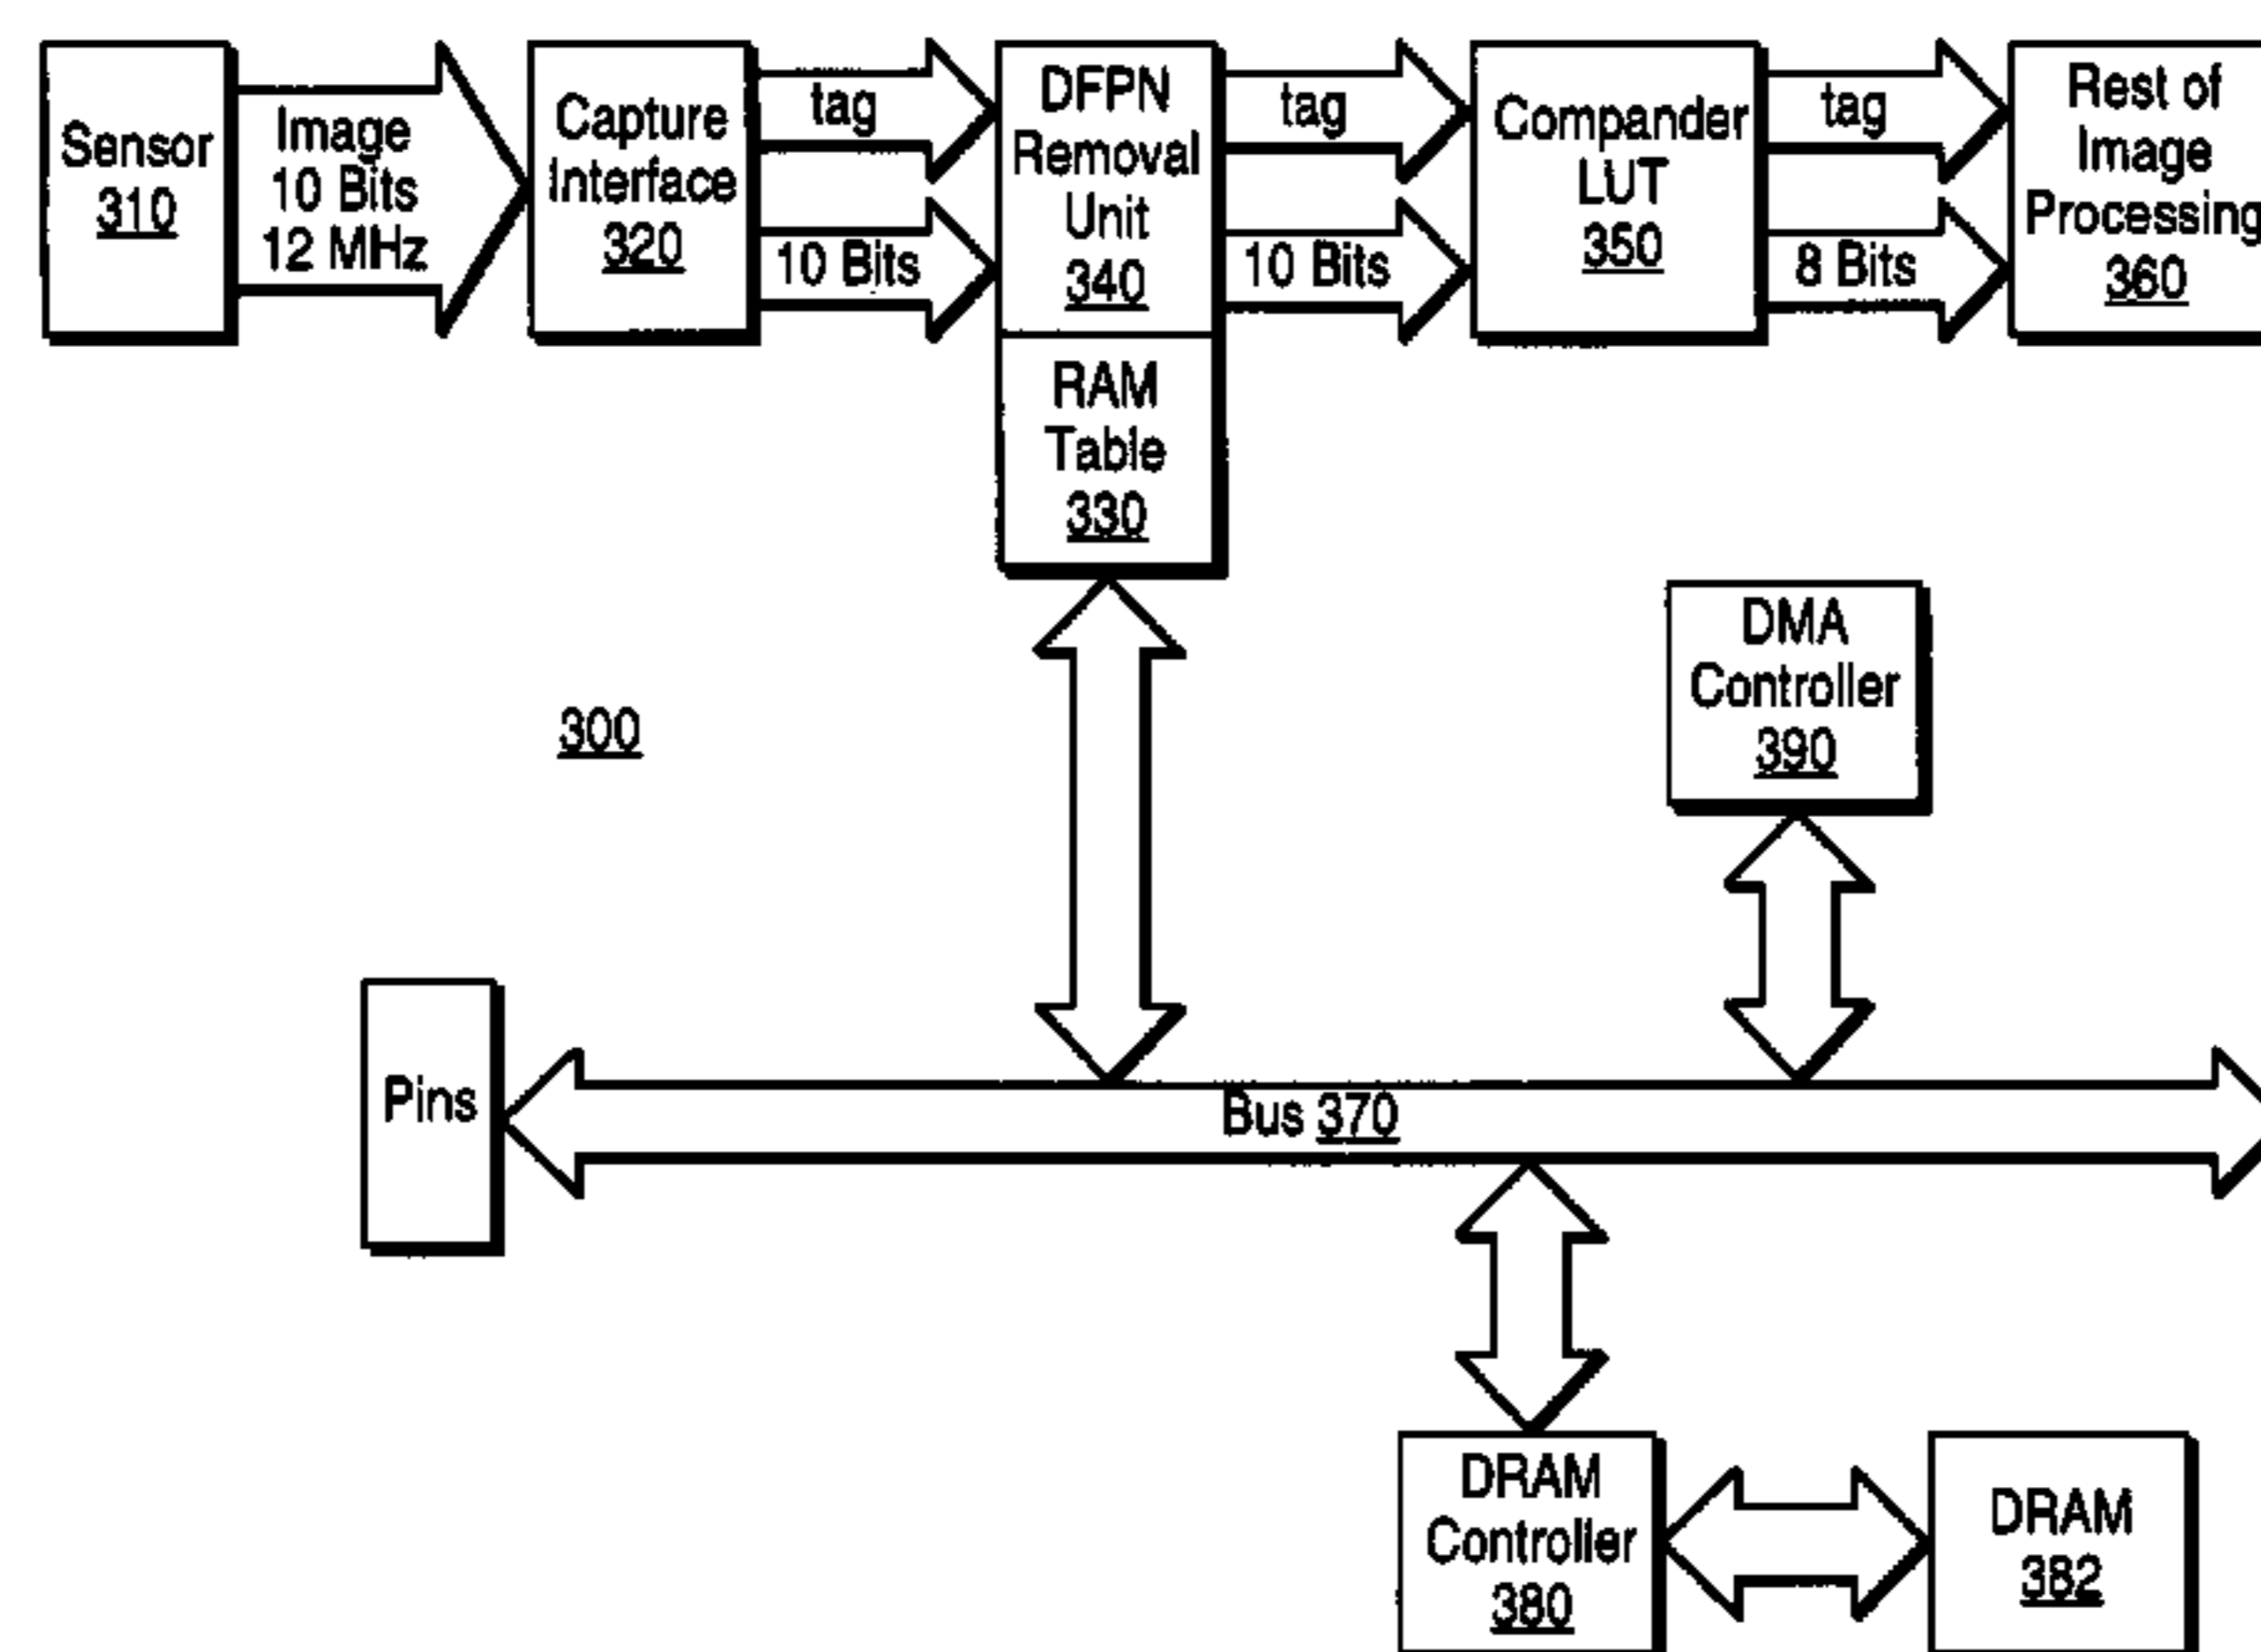 Sensor
310
Image
10 Bits
12 MHz
Capture
Interface
320
tag
10 Bits
DFPN
Removal
Unit
340
RAM
Table
330
tag
10 Bits
Compander
LUT
350
tag
8 Bits
Rest of
Image
Processing
360
300
DMA
Controller
390
Pins
Bus 370
DRAM
Controller
380
DRAM
382